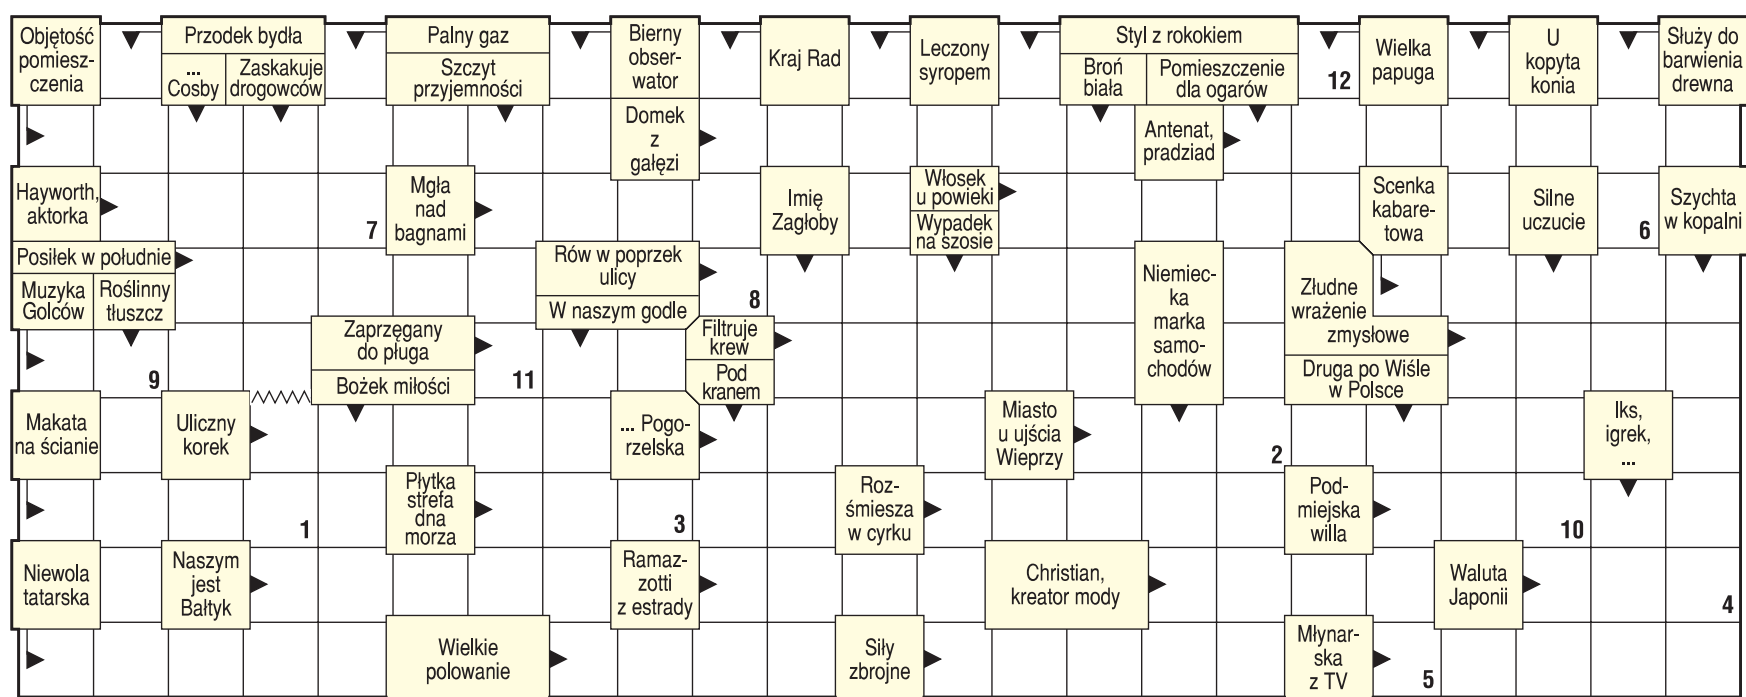 Objętość
pomiesz-
czenia
Przodek bydła
...
Cosby
Zaskakuje
drogowców
Palny gaz
Szczyt
przyjemności
Bierny
obser-
wator
Domek
z
gałęzi
Kraj Rad
Leczony
syropem
Styl z rokokiem
Broń
biała
Pomieszczenie
dla ogarów
12
Wielka
papuga
U
kopyta
konia
Służy do
barwienia
drewna
Antenat,
pradziad
Hayworth,
aktorka
7
Mgła
nad
bagnami
Imię
Zagłoby
Włosek
u powieki
Wypadek
na szosie
Scenka
kabare-
towa
Silne
uczucie
6
Szychta
w kopalni
Posiłek w południe
Muzyka
Golców
Roślinny
tłuszcz
Rów w poprzek
ulicy
W naszym godle
8
Niemiec-
ka
marka
samo-
chodów
Złudne
wrażenie
zmysłowe
Druga po Wiśle
w Polsce
9
Zaprzęgany
do pługa
Bożek miłości
11
Filtruje
krew
Pod
kranem
Makata
na ścianie
Uliczny
korek
... Pogo-
rzelska
Miasto
u ujścia
Wieprzy
2
Iks,
igrek,
...
1
Płytka
strefa
dna
morza
3
Roz-
śmiesza
w cyrku
Pod-
miejska
willa
10
Niewola
tatarska
Naszym
jest
Bałtyk
Ramaz-
zotti
z estrady
Christian,
kreator mody
Waluta
Japonii
4
Wielkie
polowanie
Siły
zbrojne
Młynar-
ska
z TV
5